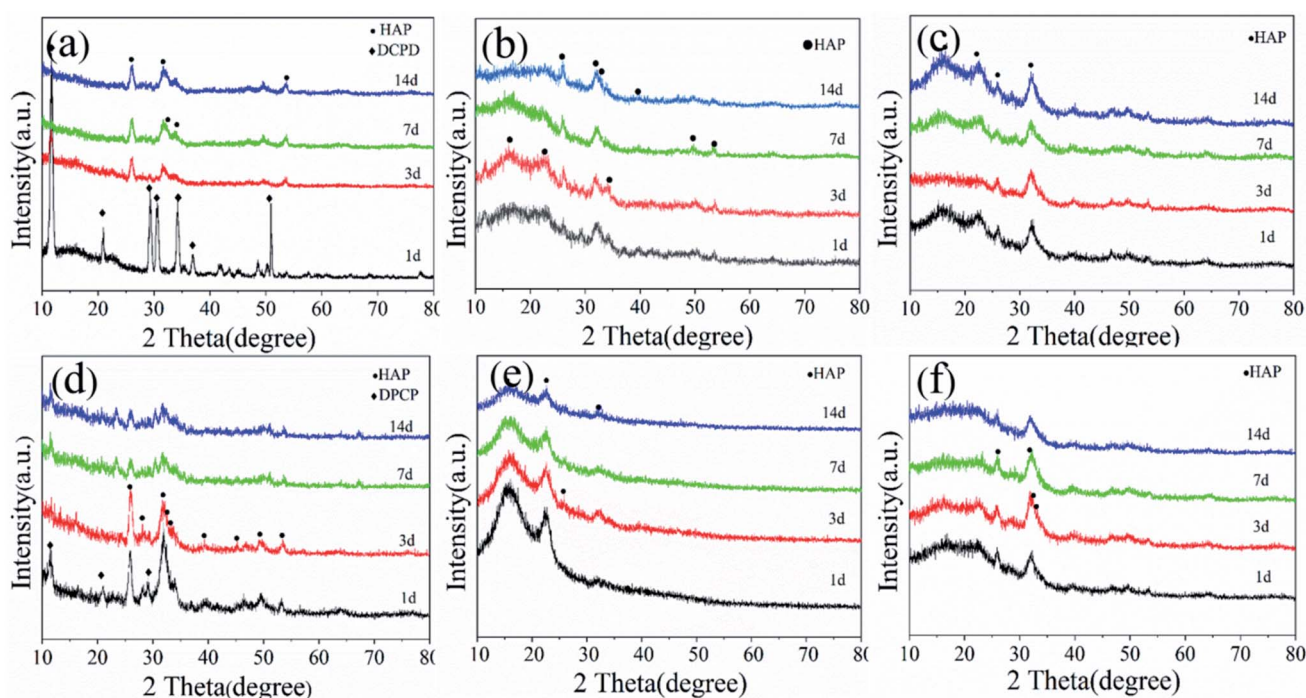 (a)
• HAP
♦ DCPD
14d
7d
3d
1d
Intensity(a.u.)
10 20 30 40 50 60 70 80
2 Theta(degree)
(b)
●HAP
14d
7d
3d
1d
Intensity(a.u.)
10 20 30 40 50 60 70 80
2 Theta(degree)
(c)
•HAP
14d
7d
3d
1d
Intensity(a.u.)
10 20 30 40 50 60 70 80
2 Theta(degree)
(d)
•HAP
♦ DPCP
14d
7d
3d
1d
Intensity(a.u.)
10 20 30 40 50 60 70 80
2 Theta(degree)
(e)
•HAP
14d
7d
3d
1d
Intensity(a.u.)
10 20 30 40 50 60 70 80
2 Theta(degree)
(f)
•HAP
14d
7d
3d
1d
Intensity(a.u.)
10 20 30 40 50 60 70 80
2 Theta(degree)